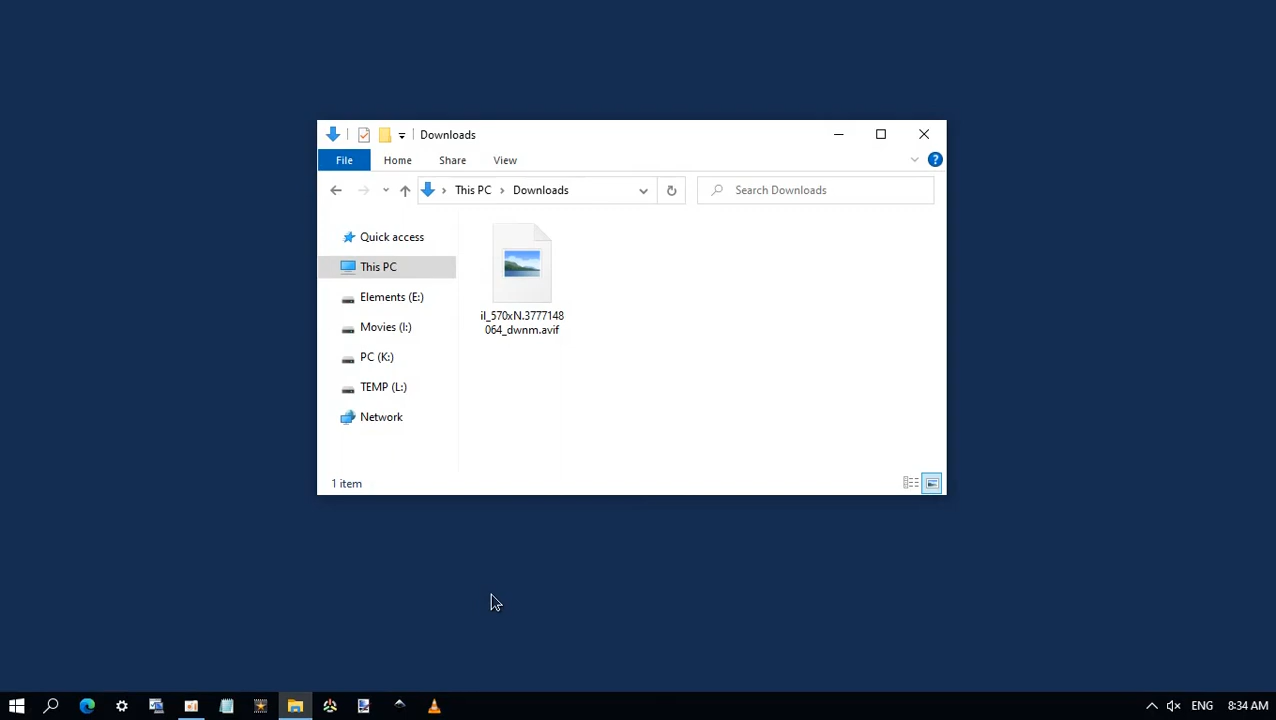 Downloads
File Home Share View
This PC Downloads Search Downloads
Quick access
This PC
Elements (E:)
Movies (I:)
PC (K:)
TEMP (L:)
Network
il_570xN.3777148
064_dwnm.avif
1 item
ENG 8:34 AM